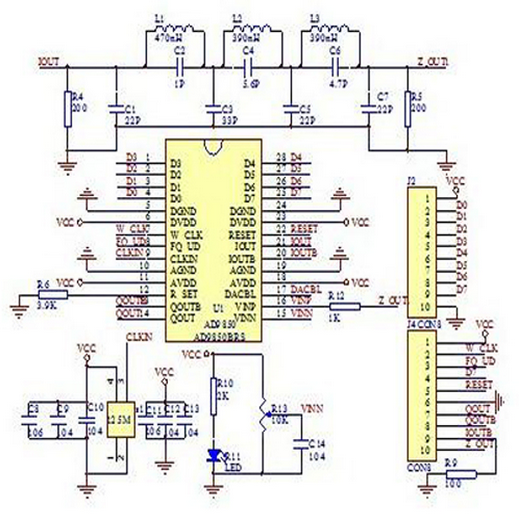 L1
470nH
L2
390nH
L3
390nH
IOUT
C2
1P
C4
5.6P
C6
4.7P
Z_OUT1
R4
200
C1
22P
C3
33P
C5
22P
C7
22P
R5
200
D3 1 D3 D4 28 D4
D2 2 D2 D5 27 D5
D1 3 D1 D6 26 D6
D0 4 D0 D7 25 D7
5 DGND DGND 24
VCC 6 DVDD DVDD 23 VCC
W_CLK 7 W_CLK RESET 22 RESET
FQ_UD 8 FQ_UD IOUT 21 IOUT
CLKIN 9 CLKIN IOUTB 20 IOUTB
10 AGND AGND 19
VCC 11 AVDD AVDD 18 VCC
R6
3.9K
12 R_SET DACBL 17 DACBL
QOUTB 13 QOUTB VINP 16 VINP
QOUT 14 QOUT VINN 15 VINN
U1
AD9850
AD9850BRS
R12
1K
J2
VCC
1
2 D0
3 D1
4 D2
5 D3
6 D4
7 D5
8 D6
9 D7
10
J4 CON8
VCC
1
2 W_CLK
3 FQ_UD
4 D7
5 RESET
6
7 QOUT
8 QOUTB
9 IOUTB
10 Z_OUT1
CON8
R9
100
CLKIN
VCC
4
3
C8
106
C9
104
C10
104
125M
1
2
VCC
C11
106
C12
104
C13
104
VCC
R10
2K
R11
LED
R13
10K
VINN
C14
104